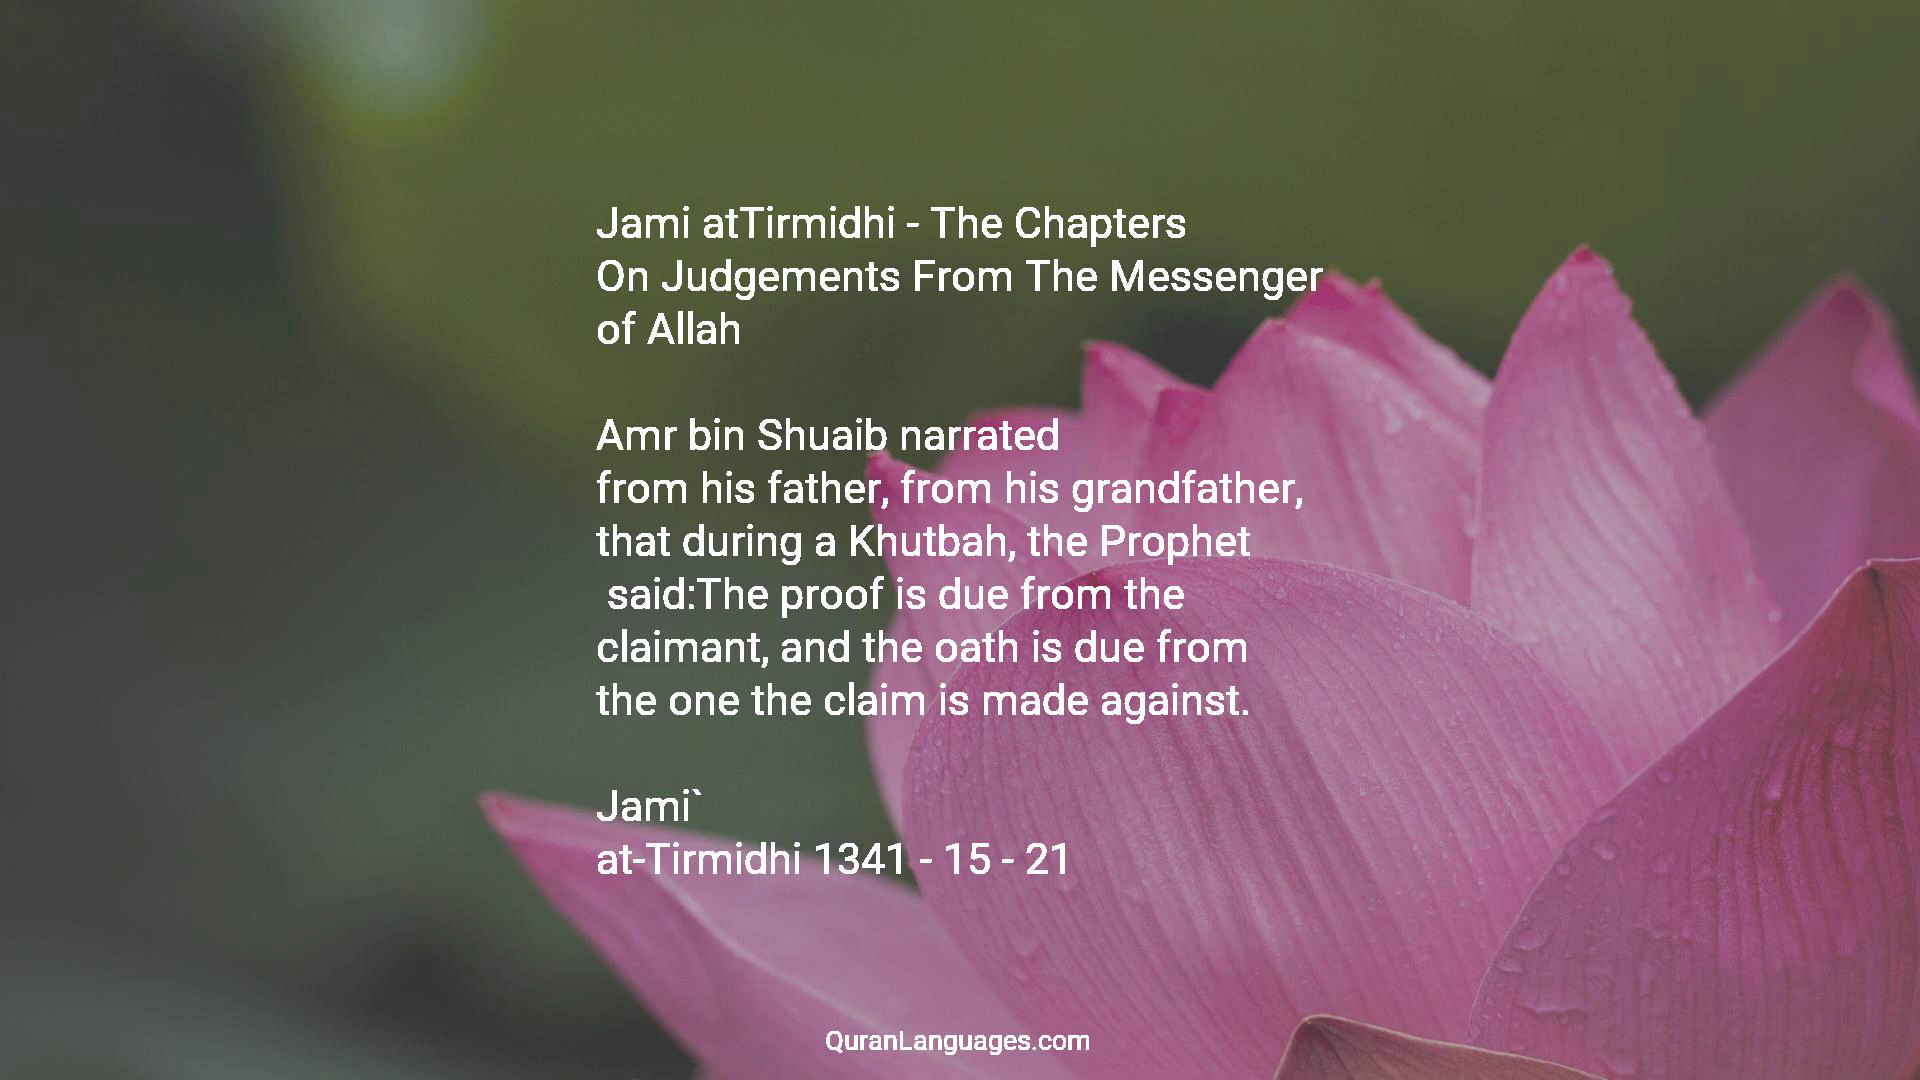 Jami atTirmidhi - The Chapters
On Judgements From The Messenger
of Allah
Amr bin Shuaib narrated
from his father, from his grandfather,
that during a Khutbah, the Prophet
said:The proof is due from the
claimant, and the oath is due from
the one the claim is made against.
Jami`
at-Tirmidhi 1341 - 15 - 21
QuranLanguages.com